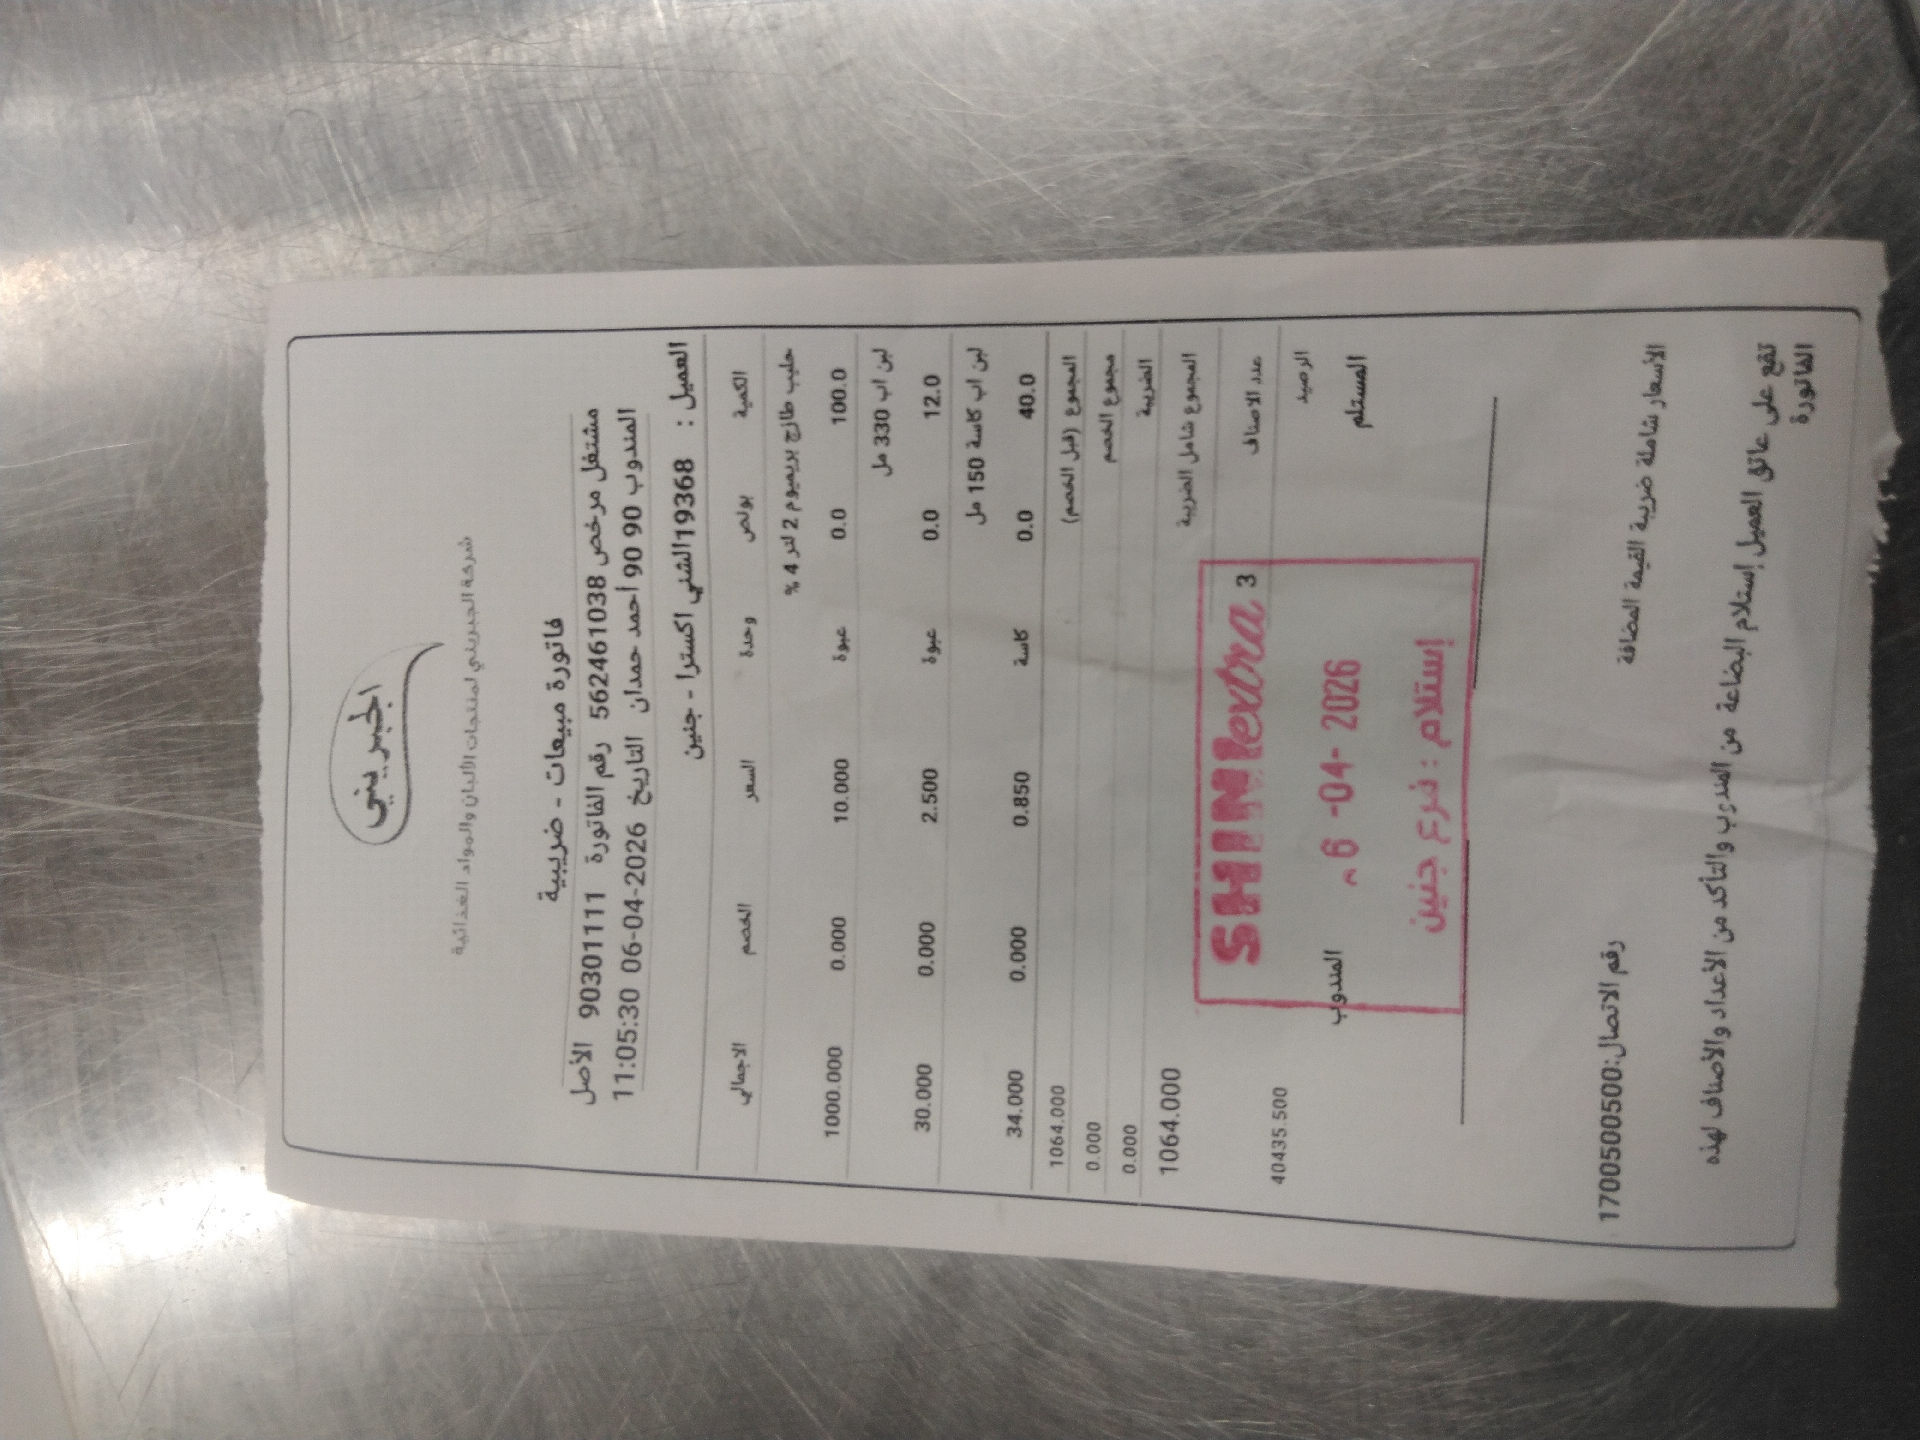 الجبريني
شركة الجبريني لمنتجات الألبان والمواد الغذائية
فاتورة مبيعات - ضريبية
مشتغل مرخص 562461038 رقم الفاتورة 90301111 الأصل
المندوب 90 90 أحمد حمدان التاريخ 06-04-2026 11:05:30
العميل : 19368الشني اكسترا - جنين
الكمية بونص وحدة السعر الخصم الاجمالي
حليب طازج بريميوم 2 لتر 4 %
100.0 0.0 عبوة 10.000 0.000 1000.000
لبن اب 330 مل
12.0 0.0 عبوة 2.500 0.000 30.000
لبن اب كاسة 150 مل
40.0 0.0 كاسة 0.850 0.000 34.000
المجموع (قبل الخصم) 1064.000
مجموع الخصم 0.000
الضريبة 0.000
المجموع شامل الضريبة 1064.000
عدد الاصناف 3
الرصيد 40435.500
المستلم المندوب
SHINI extra
6 -04- 2026
إستلام : فرع جنين
الأسعار شاملة ضريبة القيمة المضافة
رقم الاتصال:1700500500
تقع على عاتق العميل إستلام البضاعة من المندوب والتأكد من الأعداد والأصناف لهذه
الفاتورة